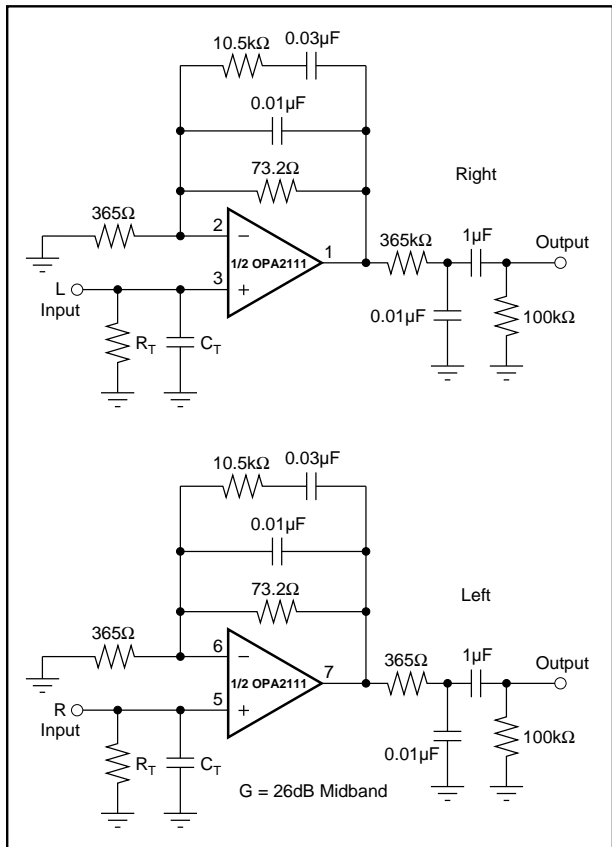 10.5kΩ
0.03µF
0.01µF
73.2Ω
Right
365Ω
2
−
1/2 OPA2111
1
365kΩ
1µF
Output
L
Input
3
+
R_T
C_T
0.01µF
100kΩ
10.5kΩ
0.03µF
0.01µF
73.2Ω
Left
365Ω
6
−
1/2 OPA2111
7
365Ω
1µF
Output
R
Input
5
+
R_T
C_T
0.01µF
100kΩ
G = 26dB Midband